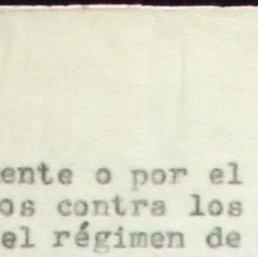 ente o por el
os contra los
el régimen de